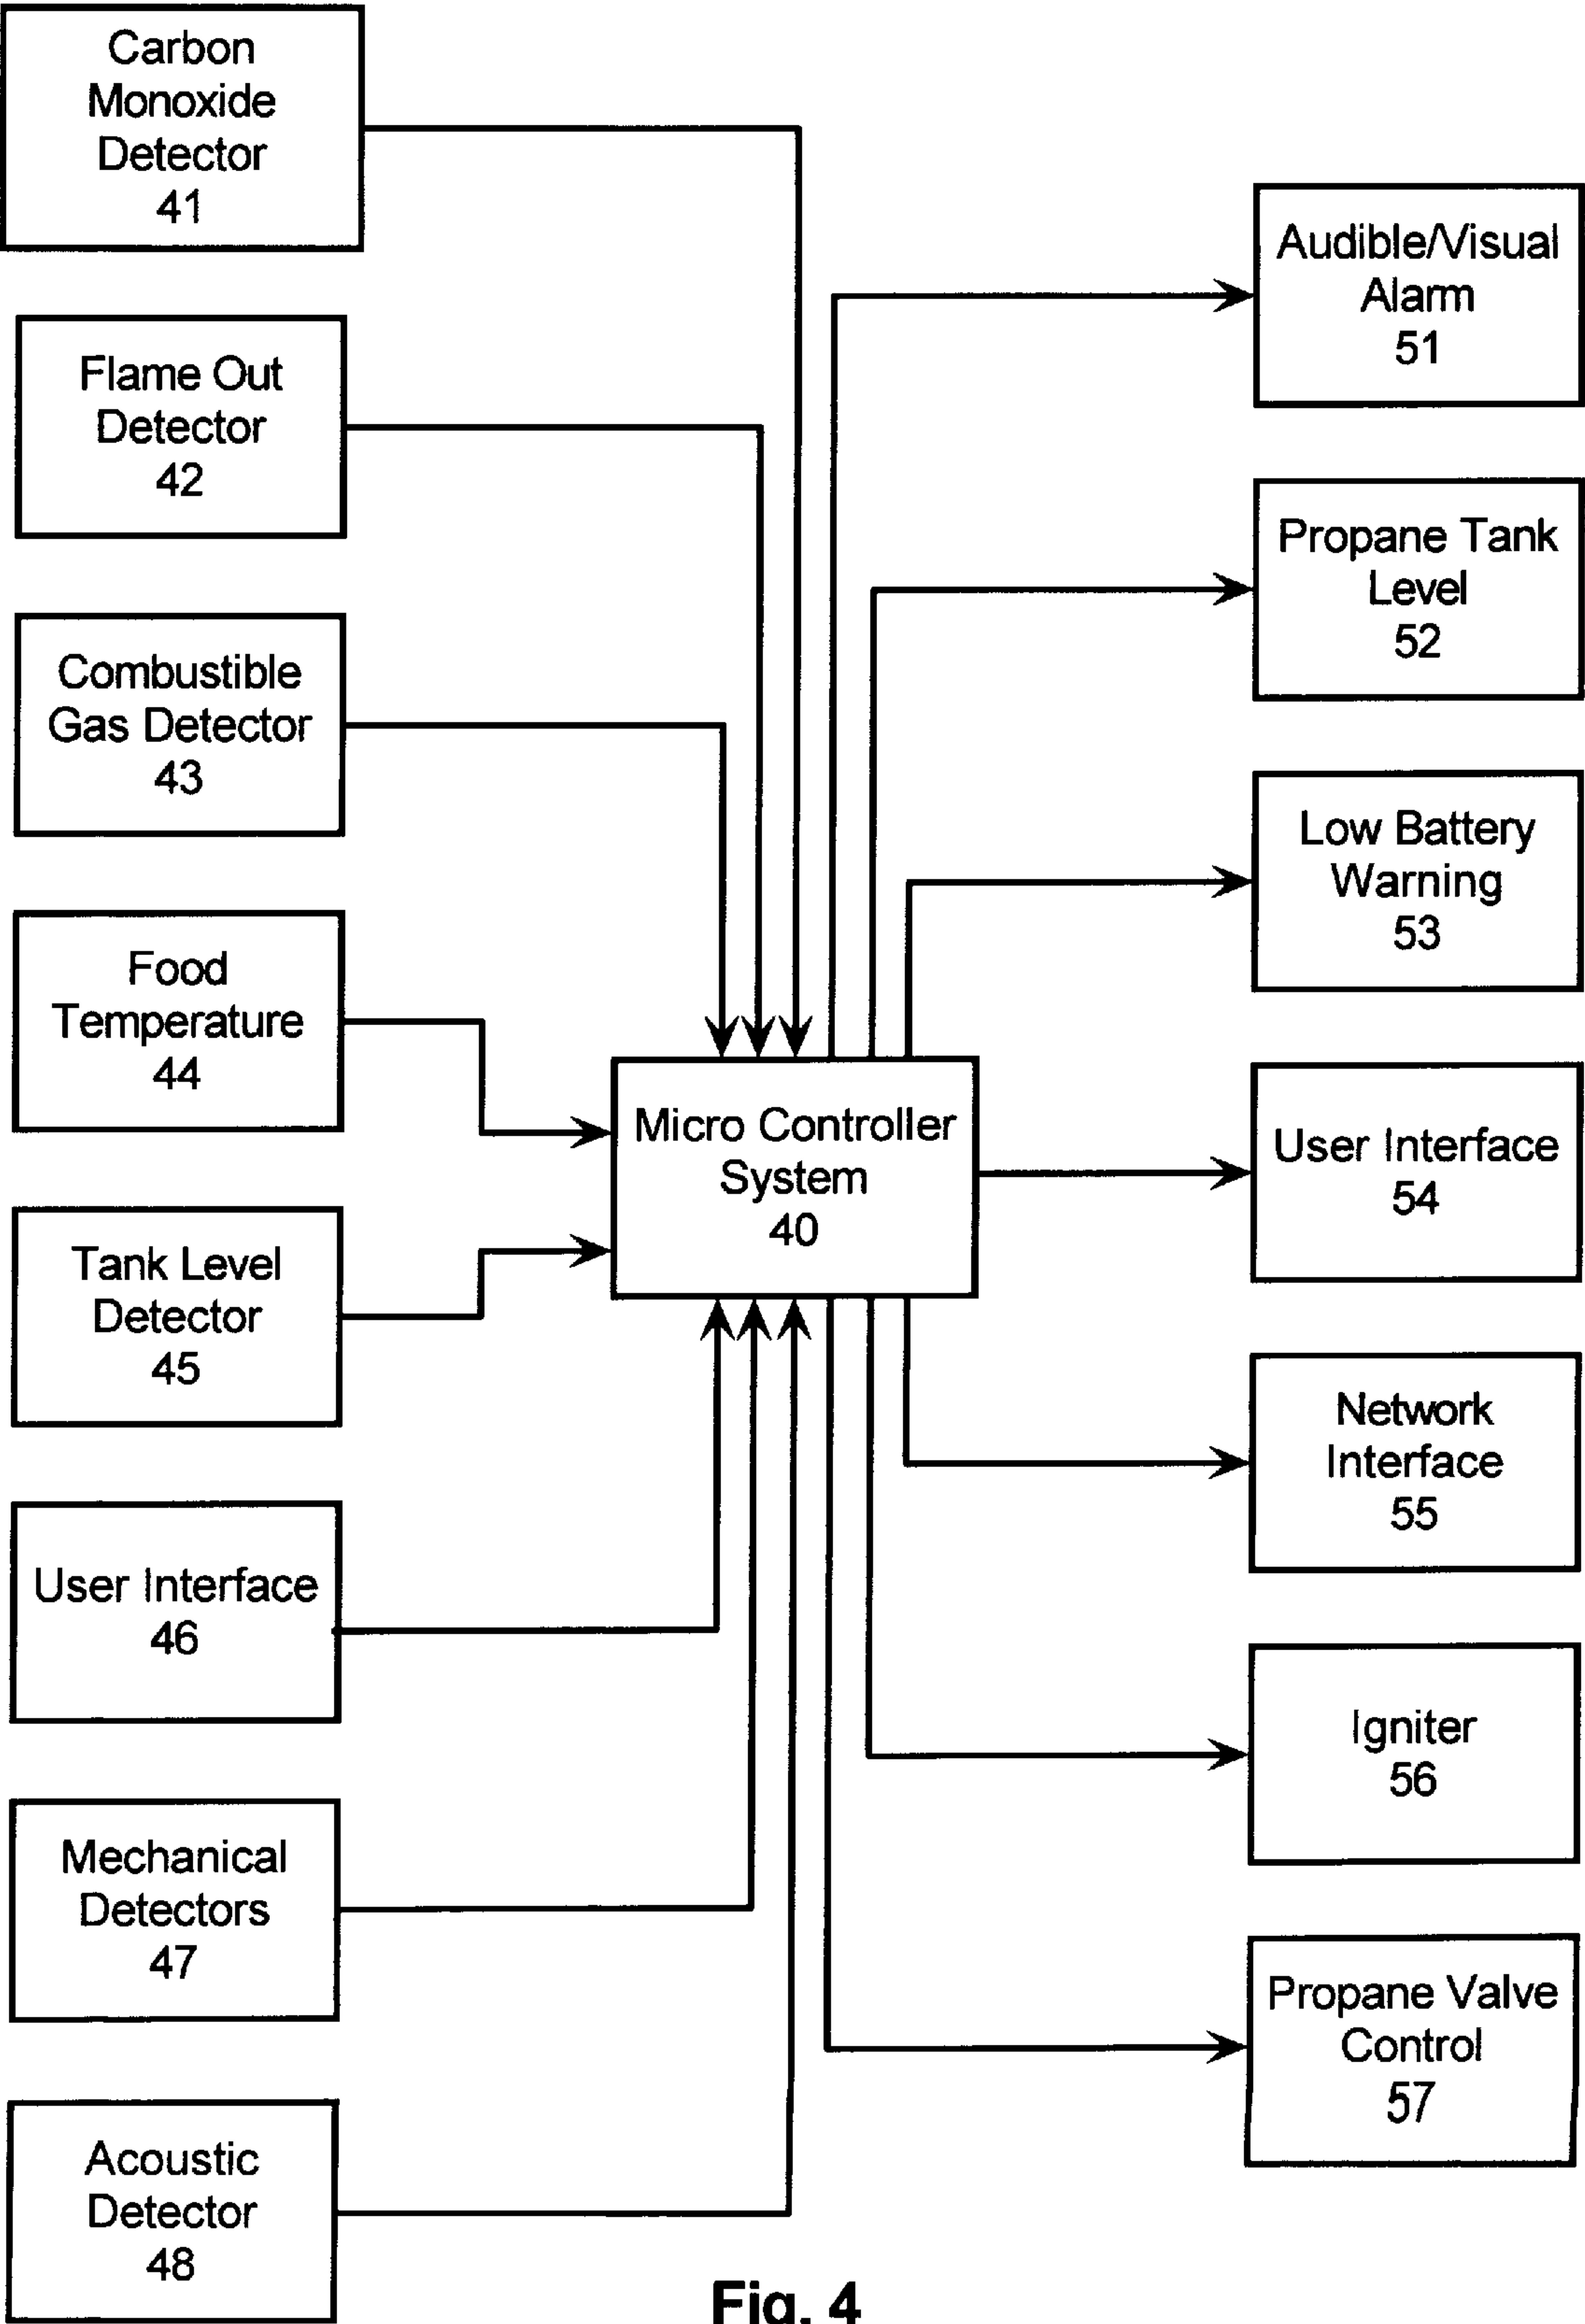 Carbon
Monoxide
Detector
41
Flame Out
Detector
42
Combustible
Gas Detector
43
Food
Temperature
44
Tank Level
Detector
45
User Interface
46
Mechanical
Detectors
47
Acoustic
Detector
48
Micro Controller
System
40
Audible/Visual
Alarm
51
Propane Tank
Level
52
Low Battery
Warning
53
User Interface
54
Network
Interface
55
Igniter
56
Propane Valve
Control
57
Fig. 4